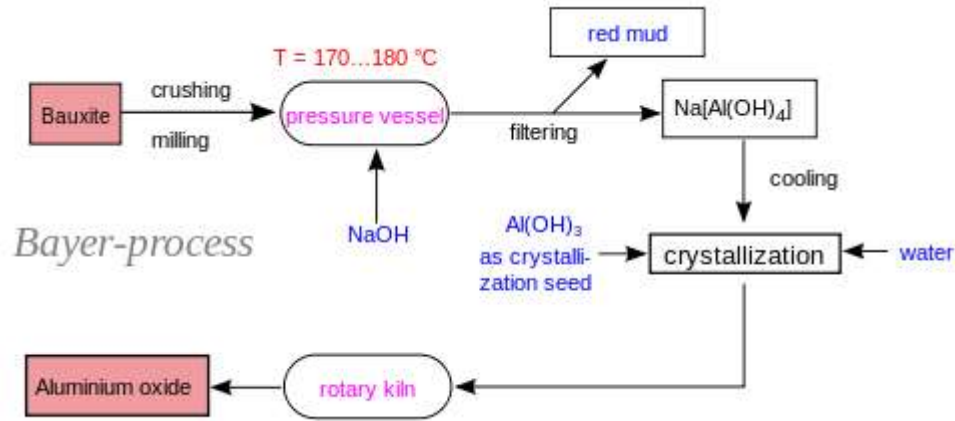 red mud
T = 170...180 °C
crushing
Bauxite
pressure vessel
Na[Al(OH)₄]
milling
filtering
cooling
NaOH
Bayer-process
Al(OH)₃
as crystalli-
zation seed
crystallization
water
Aluminium oxide
rotary kiln